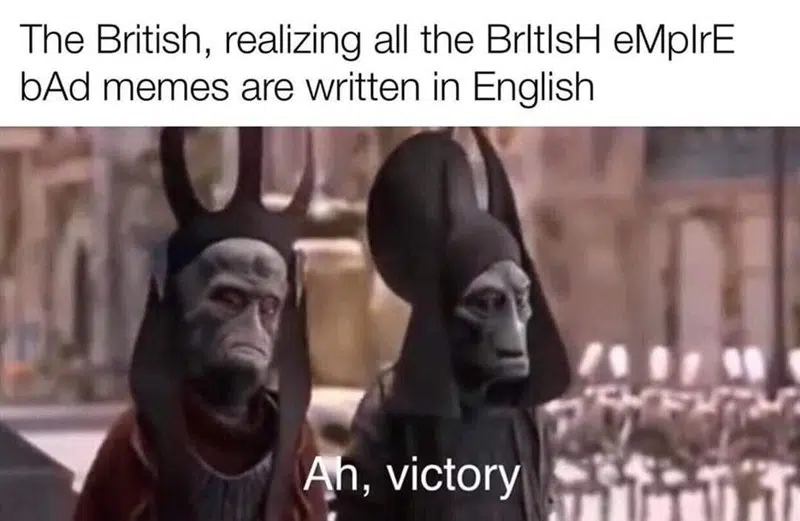 The British, realizing all the BrItIsH eMpIrE
bAd memes are written in English
Ah, victory